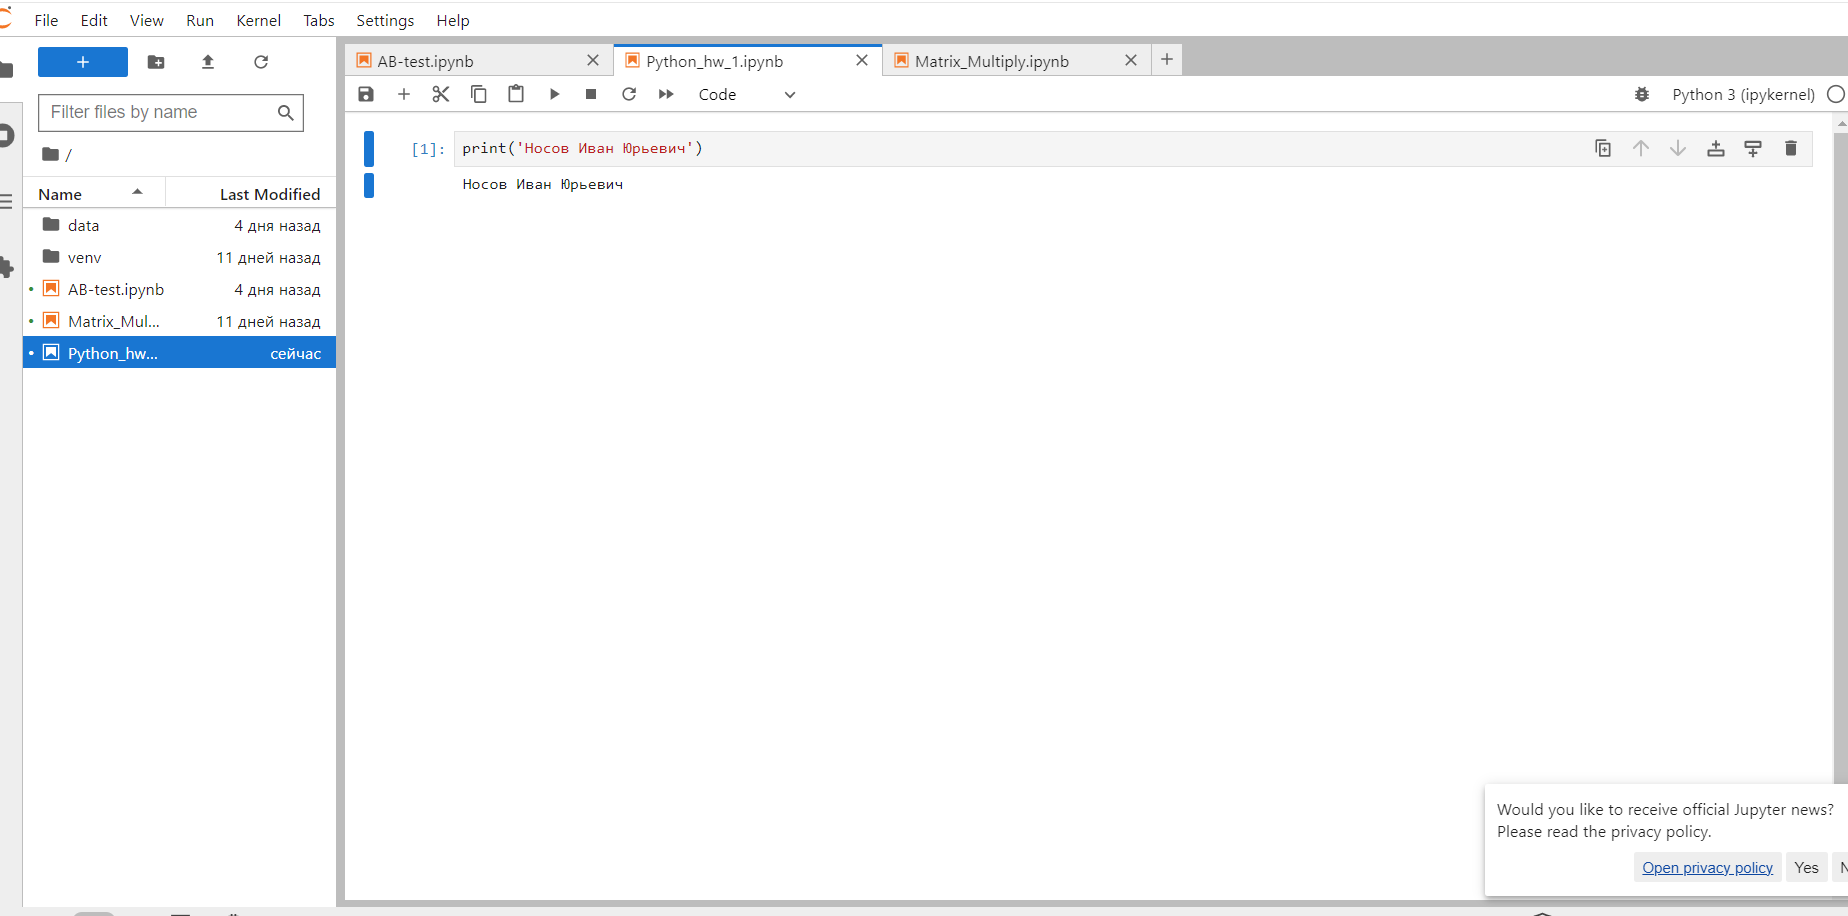 File Edit View Run Kernel Tabs Settings Help
Filter files by name
/
Name Last Modified
data 4 дня назад
venv 11 дней назад
AB-test.ipynb 4 дня назад
Matrix_Mul... 11 дней назад
Python_hw... сейчас
AB-test.ipynb Python_hw_1.ipynb Matrix_Multiply.ipynb
Code Python 3 (ipykernel)
[1]: print('Носов Иван Юрьевич')
Носов Иван Юрьевич
Would you like to receive official Jupyter news?
Please read the privacy policy.
Open privacy policy Yes